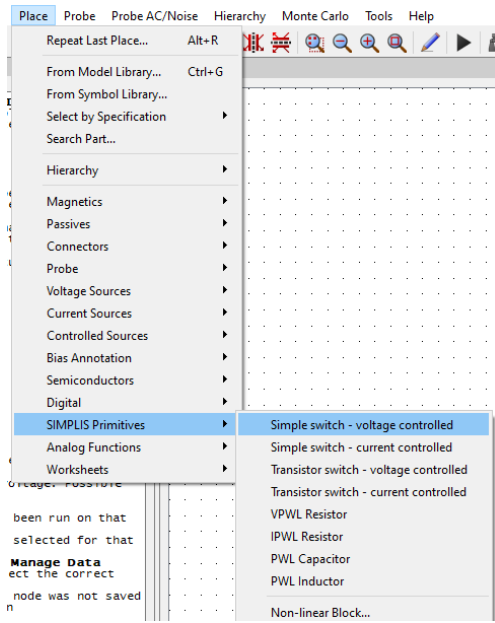 Place Probe Probe AC/Noise Hierarchy Monte Carlo Tools Help
Repeat Last Place... Alt+R
From Model Library... Ctrl+G
From Symbol Library...
Select by Specification
Search Part...
Hierarchy
Magnetics
Passives
Connectors
Probe
Voltage Sources
Current Sources
Controlled Sources
Bias Annotation
Semiconductors
Digital
SIMPLIS Primitives
Analog Functions
Worksheets
Simple switch - voltage controlled
Simple switch - current controlled
Transistor switch - voltage controlled
Transistor switch - current controlled
VPWL Resistor
IPWL Resistor
PWL Capacitor
PWL Inductor
Non-linear Block...
been run on that
selected for that
Manage Data
ect the correct
node was not saved
n